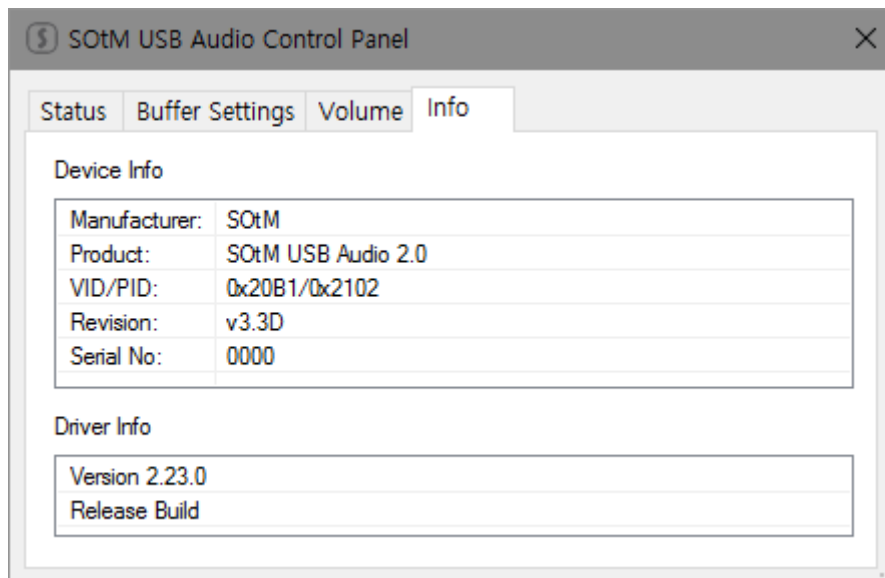 SOtM USB Audio Control Panel
Status Buffer Settings Volume Info
Device Info
Manufacturer: SOtM
Product: SOtM USB Audio 2.0
VID/PID: 0x20B1/0x2102
Revision: v3.3D
Serial No: 0000
Driver Info
Version 2.23.0
Release Build